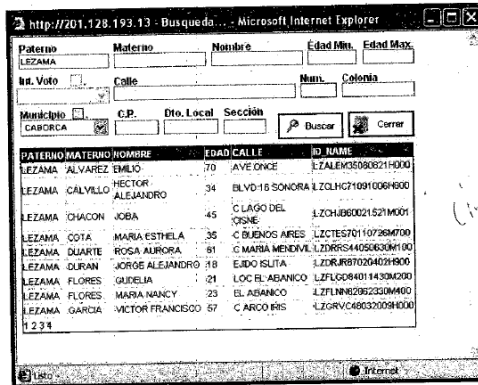 http://201.128.193.13 - Busqueda... - Microsoft Internet Explorer
Paterno Materno Nombre Edad Min. Edad Max.
LEZAMA
Int. Voto Calle Num. Colonia
Municipio C.P. Dto. Local Sección
CABORCA Buscar Cerrar
PATERNO MATERNO NOMBRE EDAD CALLE ID_NAME
LEZAMA ALVAREZ EMILIO 70 AVE ONCE
LEZAMA CALVILLO HECTOR ALEJANDRO 34 BLVD 16 SONORA
LEZAMA CHACON JOBA 45 C LAGO DEL CISNE
LEZAMA COTA MARIA ESTHELA 35 C BUENOS AIRES
LEZAMA DUARTE ROSA AURORA 61 C MARIA MENDIVIL
LEZAMA DURAN JORGE ALEJANDRO 18 EJIDO ISLITA
LEZAMA FLORES GUDELIA 21 LOC EL ABANICO
LEZAMA FLORES MARIA NANCY 23 EL ABANICO
LEZAMA GARCIA VICTOR FRANCISCO 57 C ARCO IRIS
1 2 3 4
Listo Internet